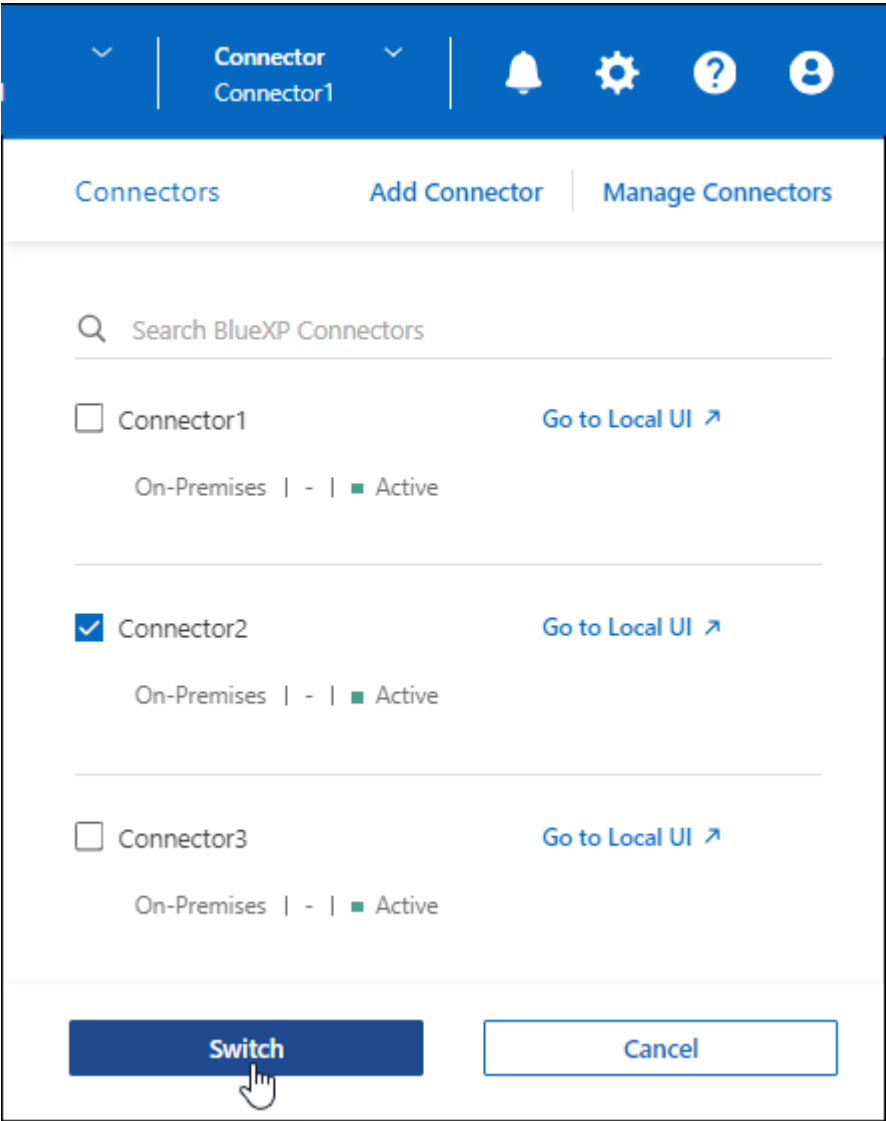 Connector
Connector1
Connectors Add Connector Manage Connectors
Search BlueXP Connectors
Connector1 Go to Local UI
On-Premises | - | Active
Connector2 Go to Local UI
On-Premises | - | Active
Connector3 Go to Local UI
On-Premises | - | Active
Switch Cancel